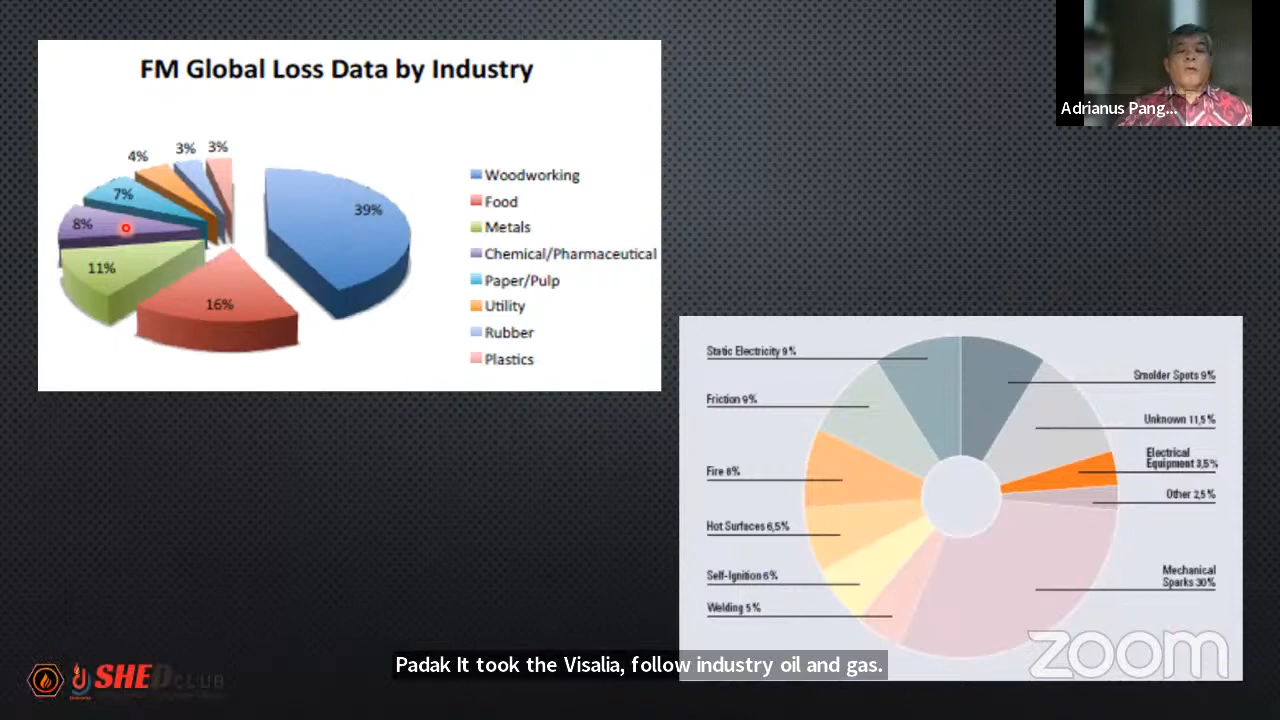 FM Global Loss Data by Industry
39%
16%
11%
8%
7%
4%
3%
3%
Woodworking
Food
Metals
Chemical/Pharmaceutical
Paper/Pulp
Utility
Rubber
Plastics
Adrianus Pang...
Static Electricity 9%
Friction 9%
Fire 8%
Hot Surfaces 6,5%
Self-Ignition 6%
Welding 5%
Smolder Spots 9%
Unknown 11,5%
Electrical
Equipment 3,5%
Other 2,5%
Mechanical
Sparks 30%
zoom
SHED CLUB
Padak It took the Visalia, follow industry oil and gas.